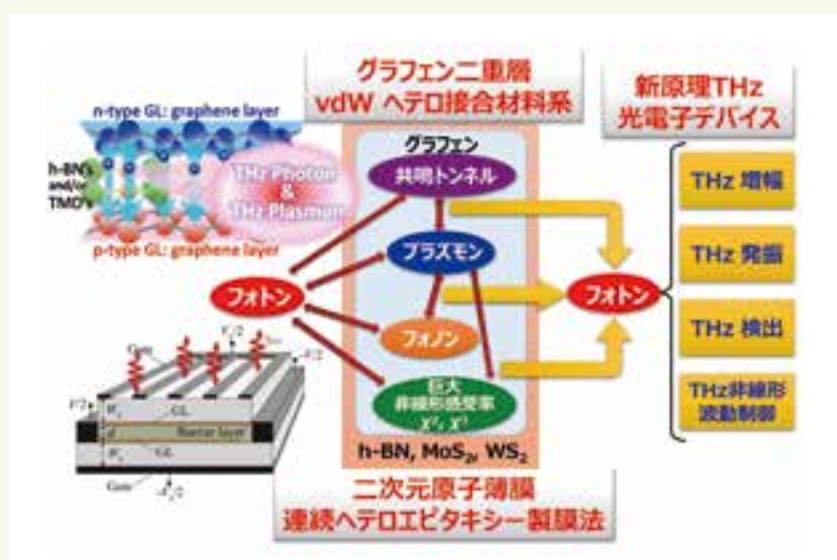 グラフェン二重層
vdW ヘテロ接合材料系
新原理THz
光電子デバイス
n-type GL: graphene layer
h-BN's
and/or
TMD's
THz Photon
&
THz Plasmon
p-type GL: graphene layer
グラフェン
共鳴トンネル
プラズモン
フォトン
フォノン
巨大
非線形感受率
h-BN, MoS₂, WS₂
フォトン
THz 増幅
THz 発振
THz 検出
THz非線形
波動制御
Gate
GL
Barrier layer
GL
Gate
二次元原子薄膜
連続ヘテロエピタキシー製膜法